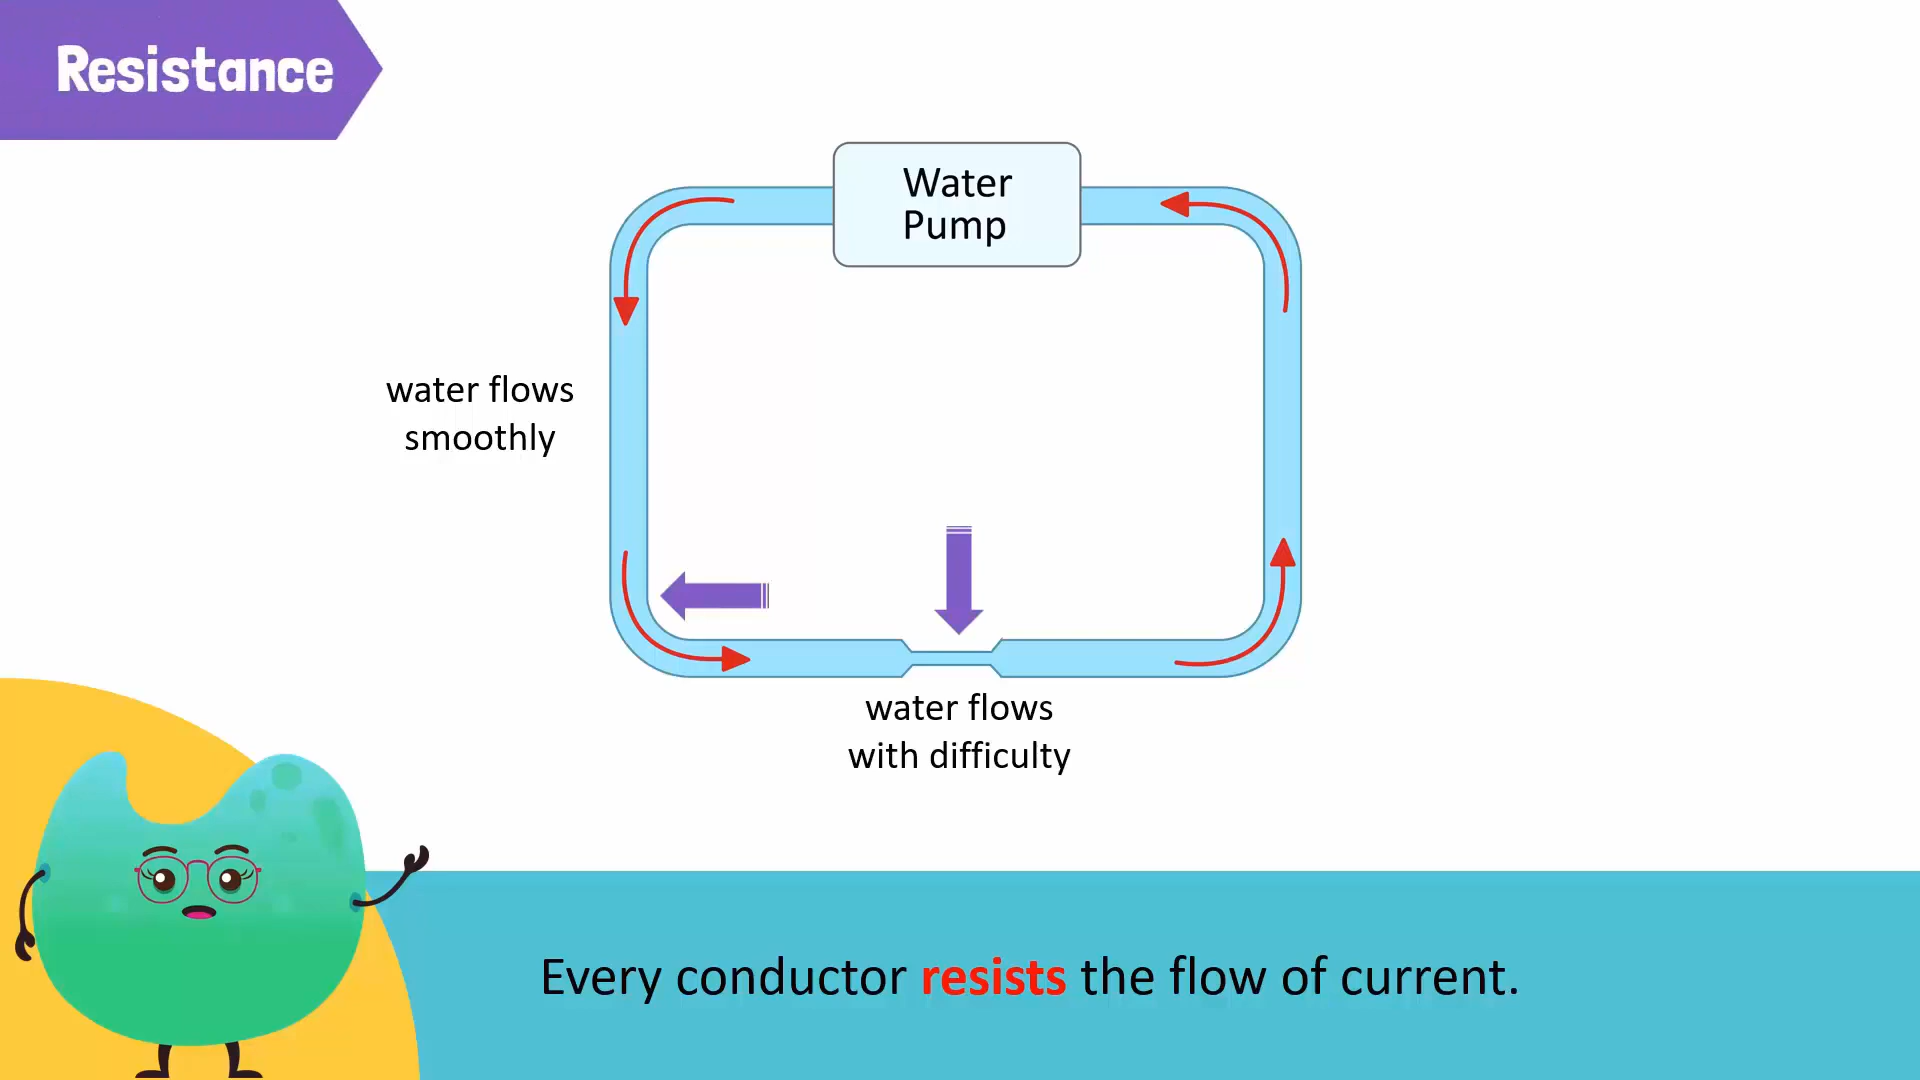 Resistance
Water
Pump
water flows
smoothly
water flows
with difficulty
Every conductor resists the flow of current.